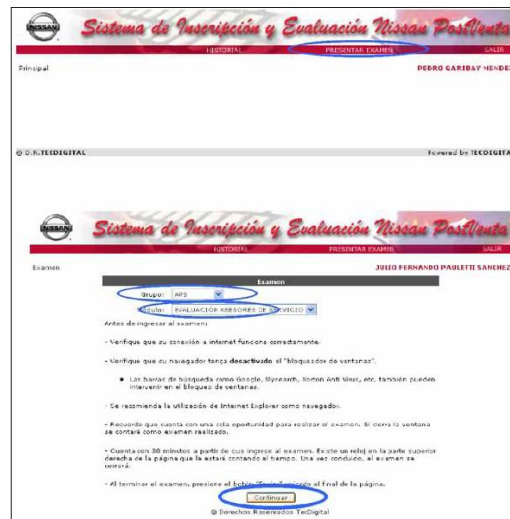 NISSAN
Sistema de Inscripción y Evaluación Nissan PostVenta
HISTORIAL PRESENTAR EXAMEN SALIR
Principal PEDRO GARIBAY MENDEZ
© D.R.TECDIGITAL Powered by TECDIGITA
NISSAN
Sistema de Inscripción y Evaluación Nissan PostVenta
HISTORIAL PRESENTAR EXAMEN SALIR
Examen JULIO FERNANDO PAULETTI SANCHEZ
Examen
Grupo: APS
Módulo: EVALUACIÓN ASESORES DE SERVICIO
Antes de ingresar al examen:
- Verifique que su conexión a internet funciona correctamente.
- Verifique que su navegador tenga desactivado el "bloqueador de ventanas".
• Las barras de búsqueda como Google, Mysearch, Norton Anti Virus, etc. también pueden
intervenir en el bloqueo de ventanas.
- Se recomienda la utilización de Internet Explorer como navegador.
- Recuerde que cuenta con una sola oportunidad para realizar el examen. Si cierra la ventana
se contará como examen realizado.
- Cuenta con 30 minutos a partir de que ingrese al examen. Existe un reloj en la parte superior
derecha de la página que le estará contando el tiempo. Una vez concluido, el examen se
cerrará.
- Al terminar el examen, presione el botón "Enviar" ubicado al final de la página.
Continuar
© Derechos Reservados TecDigital